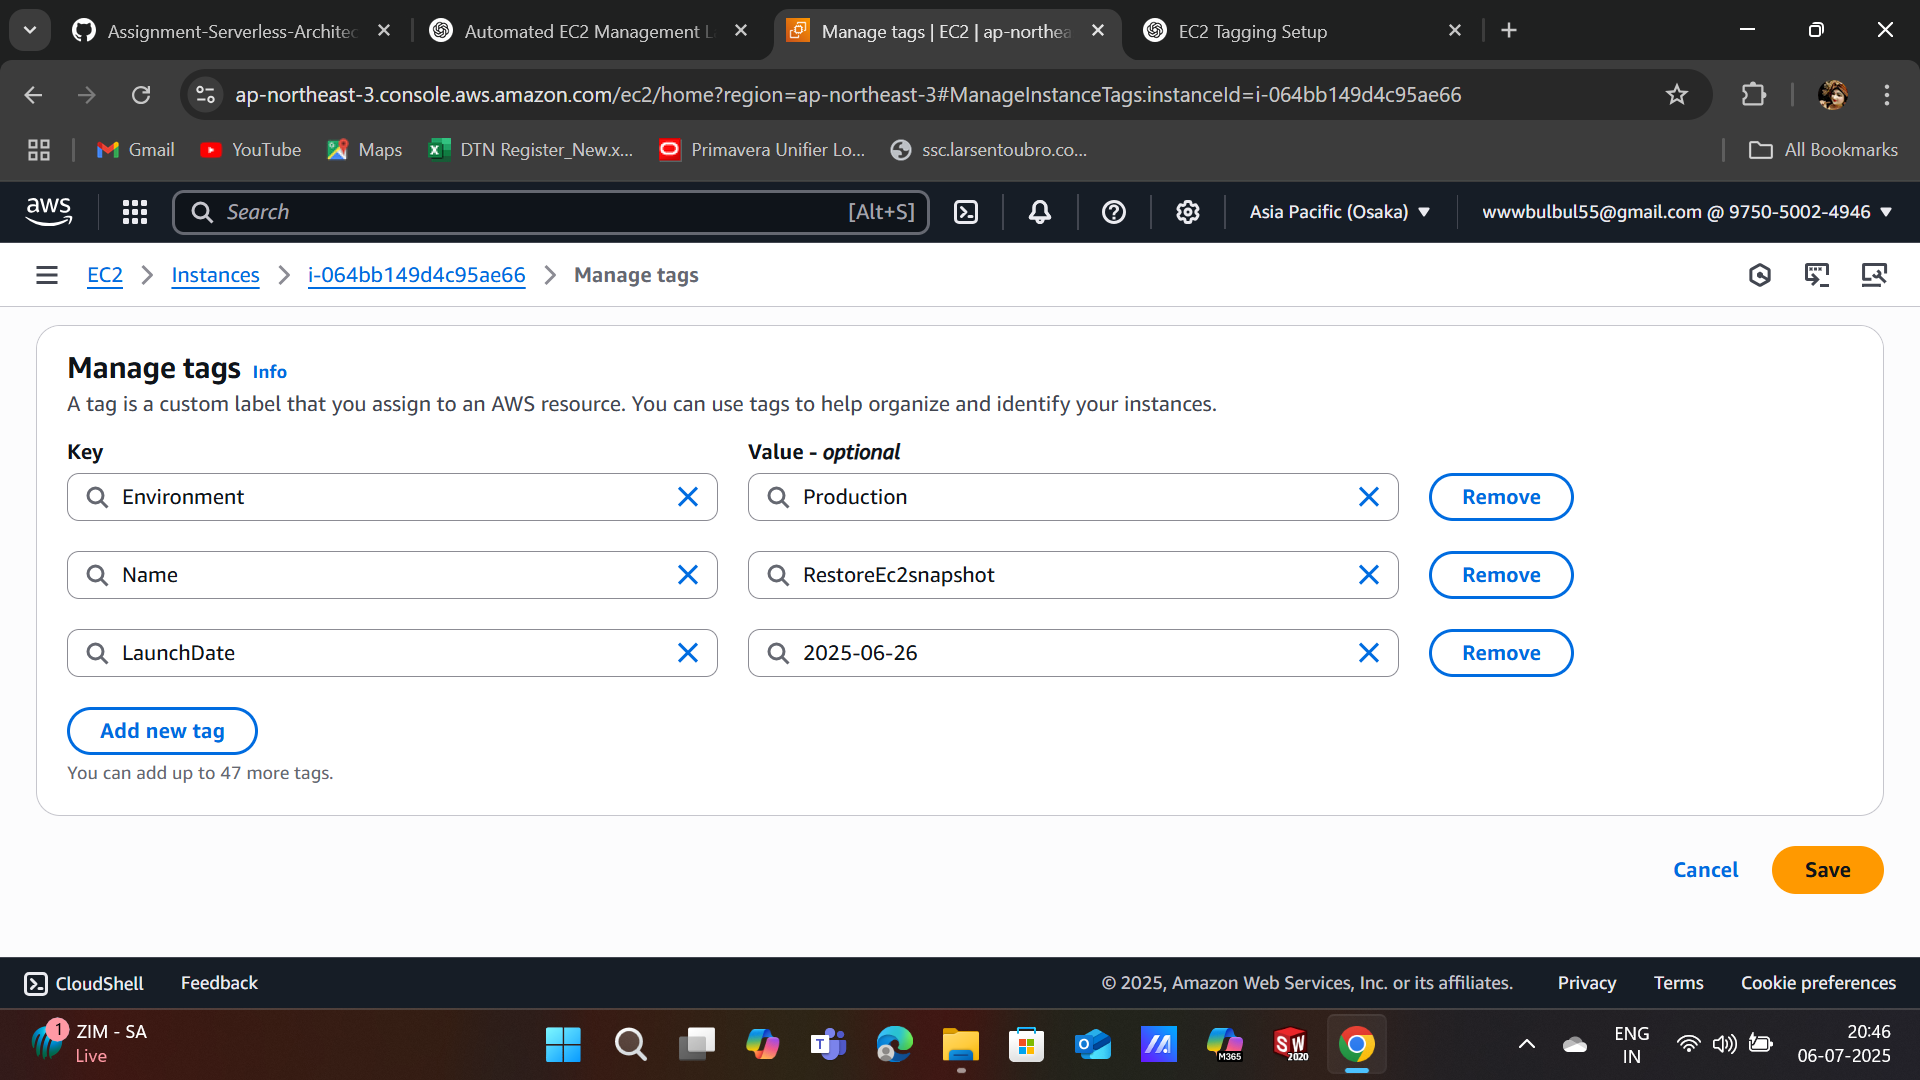 Assignment-Serverless-Architec
Automated EC2 Management L
Manage tags | EC2 | ap-northea
EC2 Tagging Setup
ap-northeast-3.console.aws.amazon.com/ec2/home?region=ap-northeast-3#ManageInstanceTags:instanceId=i-064bb149d4c95ae66
Gmail
YouTube
Maps
DTN Register_New.x...
Primavera Unifier Lo...
ssc.larsentoubro.co...
All Bookmarks
aws
Search
[Alt+S]
Asia Pacific (Osaka)
wwwbulbul55@gmail.com @ 9750-5002-4946
EC2
Instances
i-064bb149d4c95ae66
Manage tags
Manage tags Info
A tag is a custom label that you assign to an AWS resource. You can use tags to help organize and identify your instances.
Key
Value - optional
Environment
Production
Remove
Name
RestoreEc2snapshot
Remove
LaunchDate
2025-06-26
Remove
Add new tag
You can add up to 47 more tags.
Cancel
Save
CloudShell
Feedback
© 2025, Amazon Web Services, Inc. or its affiliates.
Privacy
Terms
Cookie preferences
1
ZIM - SA
Live
T
O
M365
SW
2020
ENG
IN
20:46
06-07-2025